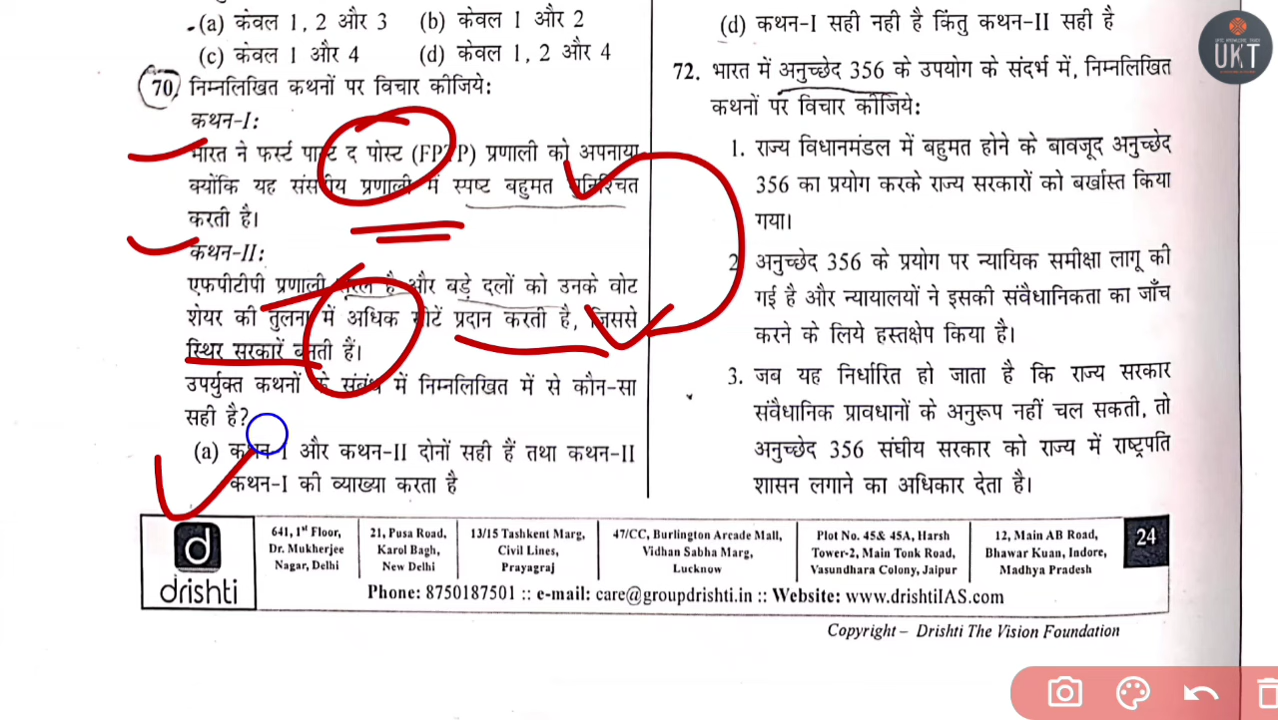 (a) केवल 1, 2 और 3 (b) केवल 1 और 2
(c) केवल 1 और 4 (d) केवल 1, 2 और 4
70. निम्नलिखित कथनों पर विचार कीजिये:
कथन-I:
भारत ने फर्स्ट पास्ट द पोस्ट (FPTP) प्रणाली को अपनाया
क्योंकि यह संसदीय प्रणाली में स्पष्ट बहुमत सुनिश्चित
करती है।
कथन-II:
एफपीटीपी प्रणाली सरल है और बड़े दलों को उनके वोट
शेयर की तुलना में अधिक सीटें प्रदान करती है, जिससे
स्थिर सरकारें बनती हैं।
उपर्युक्त कथनों के संबंध में निम्नलिखित में से कौन-सा
सही है?
(a) कथन-I और कथन-II दोनों सही हैं तथा कथन-II
कथन-I की व्याख्या करता है
(d) कथन-I सही नही है किंतु कथन-II सही है
72. भारत में अनुच्छेद 356 के उपयोग के संदर्भ में, निम्नलिखित
कथनों पर विचार कीजिये:
1. राज्य विधानमंडल में बहुमत होने के बावजूद अनुच्छेद
356 का प्रयोग करके राज्य सरकारों को बर्खास्त किया
गया।
2. अनुच्छेद 356 के प्रयोग पर न्यायिक समीक्षा लागू की
गई है और न्यायालयों ने इसकी संवैधानिकता का जाँच
करने के लिये हस्तक्षेप किया है।
3. जब यह निर्धारित हो जाता है कि राज्य सरकार
संवैधानिक प्रावधानों के अनुरूप नहीं चल सकती, तो
अनुच्छेद 356 संघीय सरकार को राज्य में राष्ट्रपति
शासन लगाने का अधिकार देता है।
UKT
d
drishti
641, 1st Floor,
Dr. Mukherjee
Nagar, Delhi
21, Pusa Road,
Karol Bagh,
New Delhi
13/15 Tashkent Marg,
Civil Lines,
Prayagraj
47/CC, Burlington Arcade Mall,
Vidhan Sabha Marg,
Lucknow
Plot No. 45& 45A, Harsh
Tower-2, Main Tonk Road,
Vasundhara Colony, Jaipur
12, Main AB Road,
Bhawar Kuan, Indore,
Madhya Pradesh
24
Phone: 8750187501 :: e-mail: care@groupdrishti.in :: Website: www.drishtiIAS.com
Copyright – Drishti The Vision Foundation